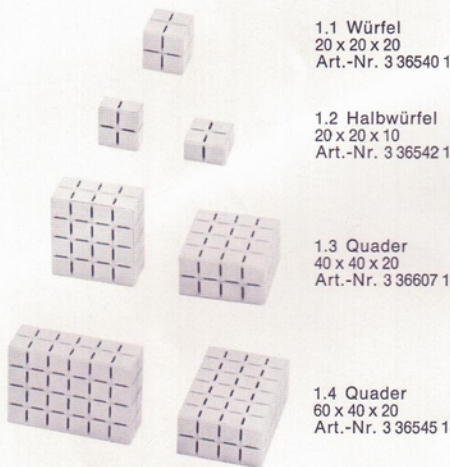 1.1 Würfel
20 x 20 x 20
Art.-Nr. 3 36540 1
1.2 Halbwürfel
20 x 20 x 10
Art.-Nr. 3 36542 1
1.3 Quader
40 x 40 x 20
Art.-Nr. 3 36607 1
1.4 Quader
60 x 40 x 20
Art.-Nr. 3 36545 1